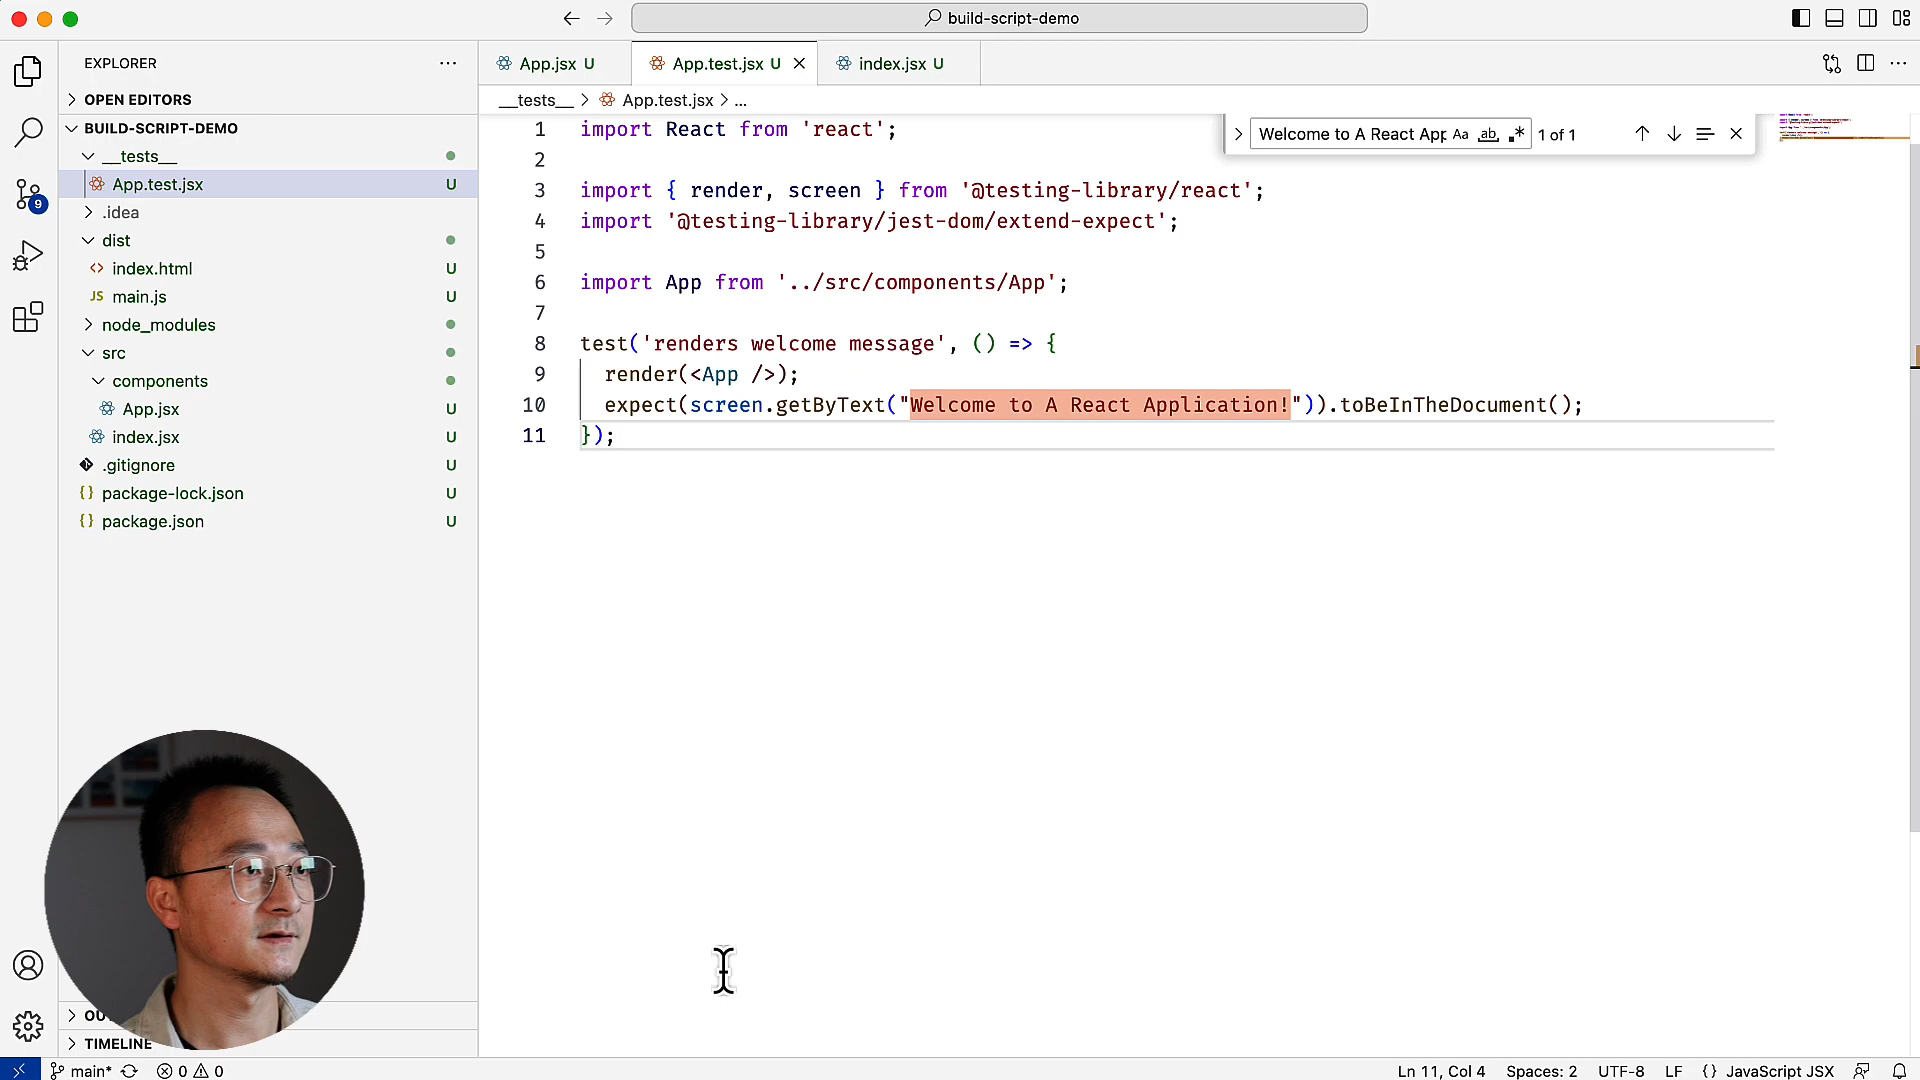 build-script-demo
EXPLORER
App.jsx U
App.test.jsx U
index.jsx U
OPEN EDITORS
__tests__ > App.test.jsx > ...
BUILD-SCRIPT-DEMO
__tests__
App.test.jsx U
.idea
dist
index.html U
JS main.js U
node_modules
src
components
App.jsx U
index.jsx U
.gitignore U
{} package-lock.json U
{} package.json U
TIMELINE
9
Welcome to A React App Aa ab .* 1 of 1
1 import React from 'react';
2
3 import { render, screen } from '@testing-library/react';
4 import '@testing-library/jest-dom/extend-expect';
5
6 import App from '../src/components/App';
7
8 test('renders welcome message', () => {
9 render(<App />);
10 expect(screen.getByText("Welcome to A React Application!")).toBeInTheDocument();
11 });
main* 0 0
Ln 11, Col 4 Spaces: 2 UTF-8 LF {} JavaScript JSX